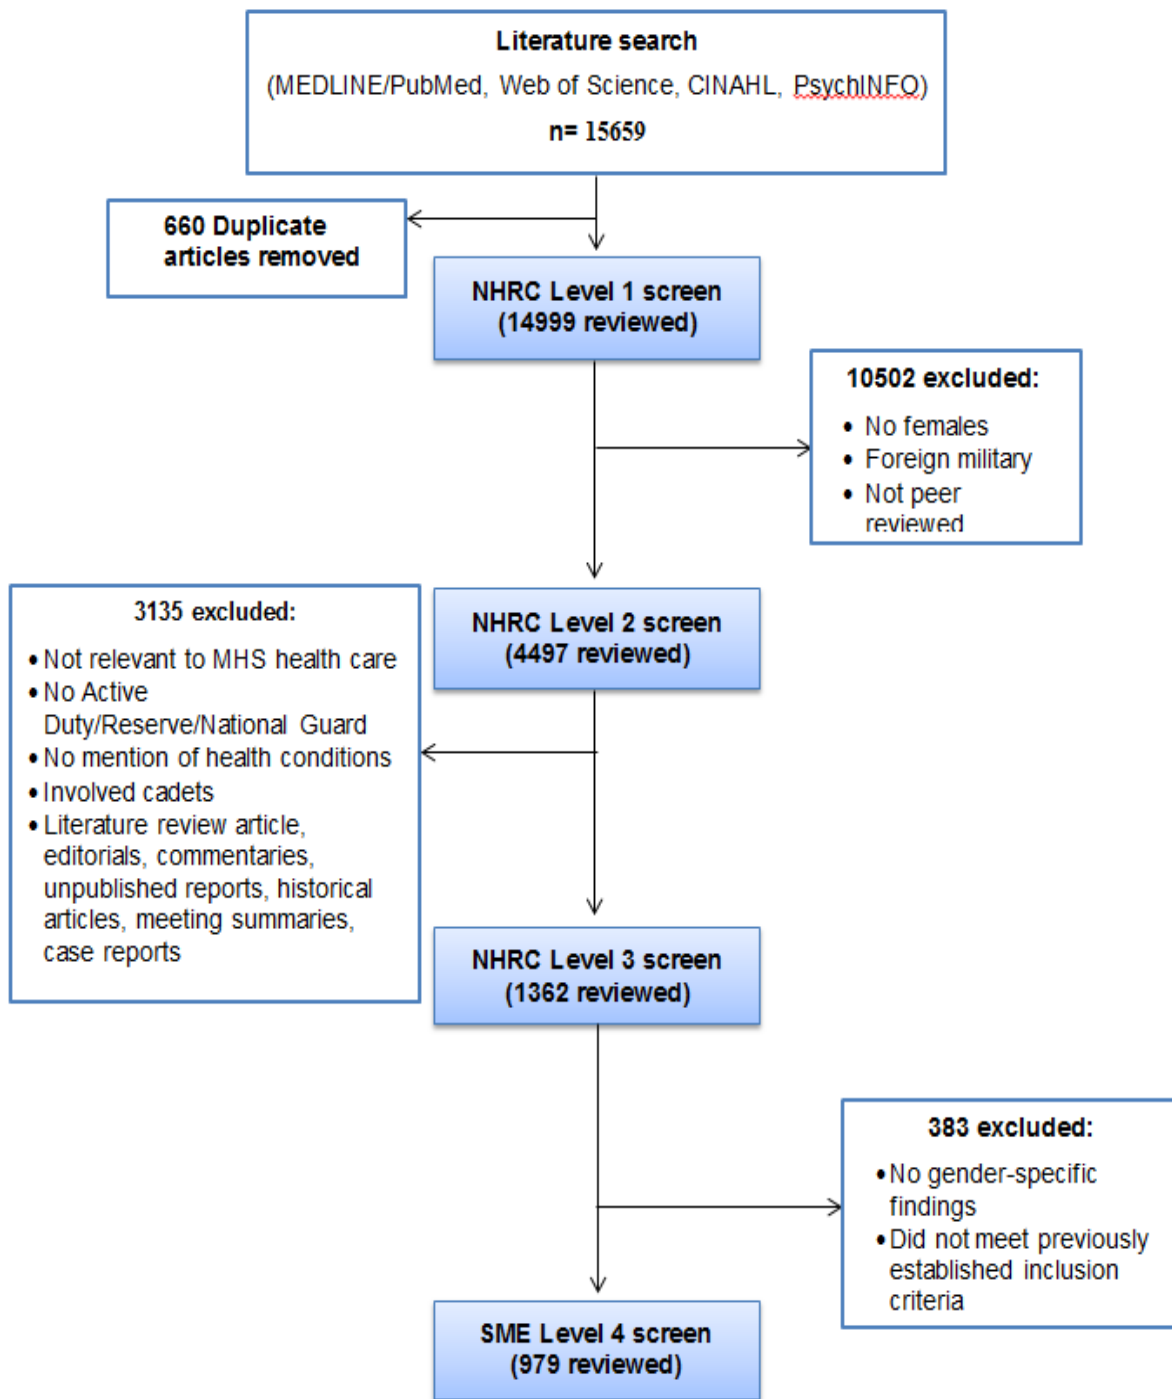 Literature search
(MEDLINE/PubMed, Web of Science, CINAHL, PsychINFO)
n= 15659
660 Duplicate
articles removed
NHRC Level 1 screen
(14999 reviewed)
10502 excluded:
• No females
• Foreign military
• Not peer
reviewed
NHRC Level 2 screen
(4497 reviewed)
3135 excluded:
• Not relevant to MHS health care
• No Active
Duty/Reserve/National Guard
• No mention of health conditions
• Involved cadets
• Literature review article,
editorials, commentaries,
unpublished reports, historical
articles, meeting summaries,
case reports
NHRC Level 3 screen
(1362 reviewed)
383 excluded:
• No gender-specific
findings
• Did not meet previously
established inclusion
criteria
SME Level 4 screen
(979 reviewed)